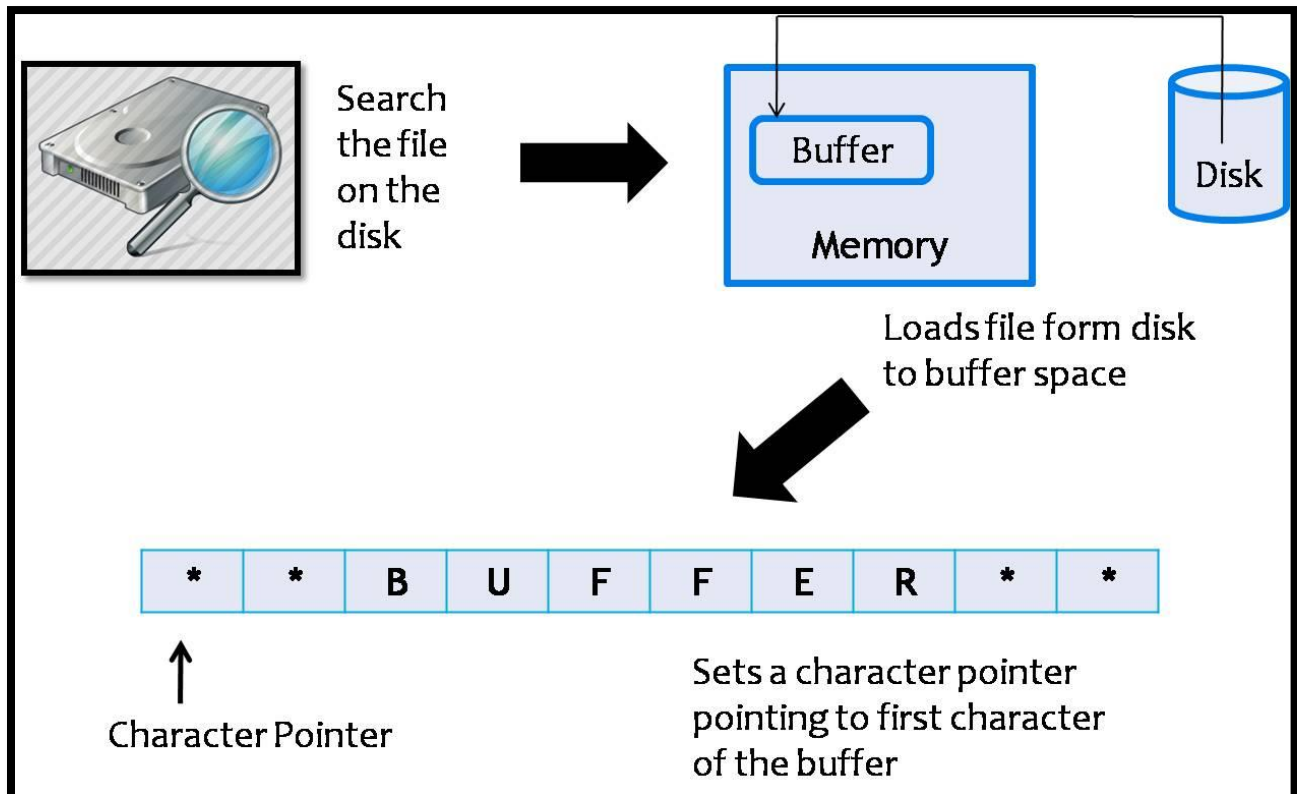 Search
the file
on the
disk
Buffer
Memory
Disk
Loads file form disk
to buffer space
* * B U F F E R * *
Character Pointer
Sets a character pointer
pointing to first character
of the buffer